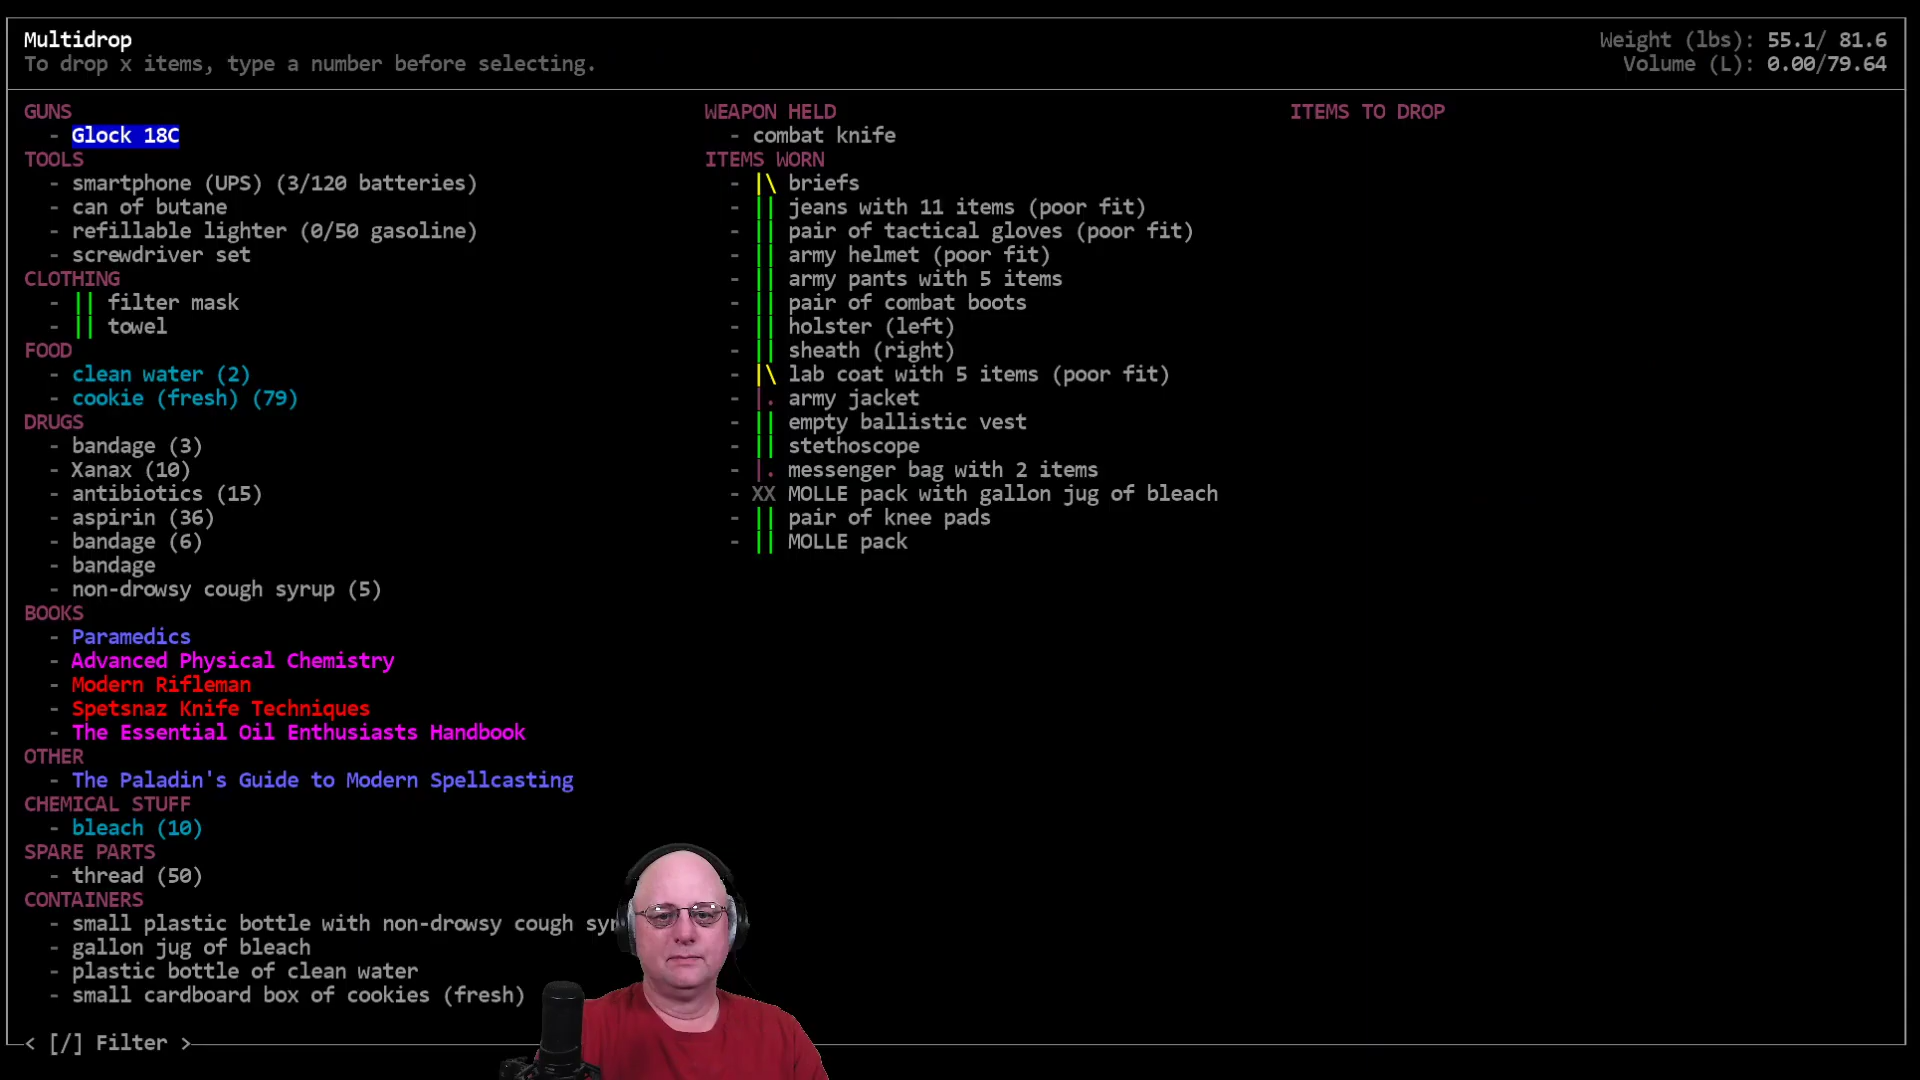 Multidrop
To drop x items, type a number before selecting.
Weight (lbs): 55.1/ 81.6
Volume (L): 0.00/79.64
GUNS
- Glock 18C
TOOLS
- smartphone (UPS) (3/120 batteries)
- can of butane
- refillable lighter (0/50 gasoline)
- screwdriver set
CLOTHING
- || filter mask
- || towel
FOOD
- clean water (2)
- cookie (fresh) (79)
DRUGS
- bandage (3)
- Xanax (10)
- antibiotics (15)
- aspirin (36)
- bandage (6)
- bandage
- non-drowsy cough syrup (5)
BOOKS
- Paramedics
- Advanced Physical Chemistry
- Modern Rifleman
- Spetsnaz Knife Techniques
- The Essential Oil Enthusiasts Handbook
OTHER
- The Paladin's Guide to Modern Spellcasting
CHEMICAL STUFF
- bleach (10)
SPARE PARTS
- thread (50)
CONTAINERS
- small plastic bottle with non-drowsy cough syr
- gallon jug of bleach
- plastic bottle of clean water
- small cardboard box of cookies (fresh)
WEAPON HELD
- combat knife
ITEMS WORN
- |\ briefs
- || jeans with 11 items (poor fit)
- || pair of tactical gloves (poor fit)
- || army helmet (poor fit)
- || army pants with 5 items
- || pair of combat boots
- || holster (left)
- || sheath (right)
- |\ lab coat with 5 items (poor fit)
- |. army jacket
- || empty ballistic vest
- || stethoscope
- |. messenger bag with 2 items
- XX MOLLE pack with gallon jug of bleach
- || pair of knee pads
- || MOLLE pack
ITEMS TO DROP
< [/] Filter >